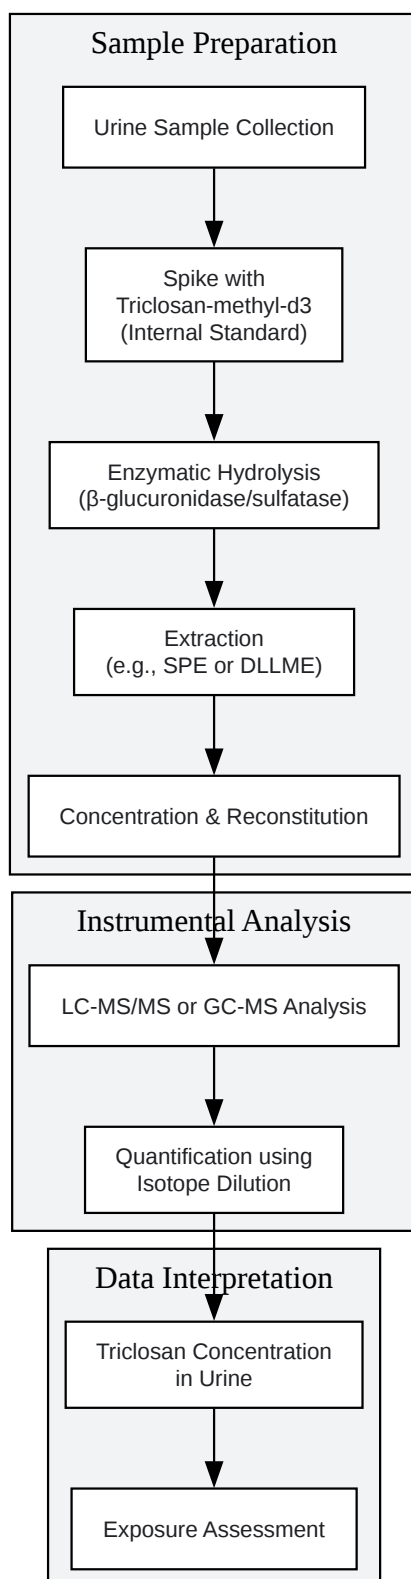 Sample Preparation
Urine Sample Collection
Spike with
Triclosan-methyl-d3
(Internal Standard)
Enzymatic Hydrolysis
(β-glucuronidase/sulfatase)
Extraction
(e.g., SPE or DLLME)
Concentration & Reconstitution
Instrumental Analysis
LC-MS/MS or GC-MS Analysis
Quantification using
Isotope Dilution
Data Interpretation
Triclosan Concentration
in Urine
Exposure Assessment